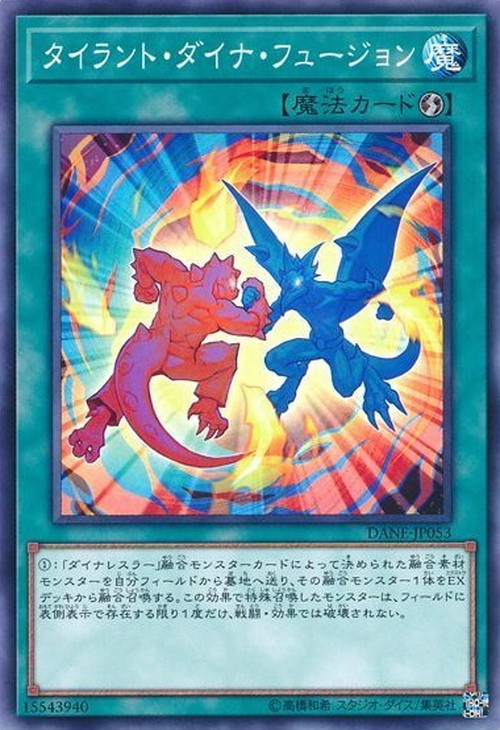 タイラント・ダイナ・フュージョン 魔
【魔法カード】
DANE-JP053
①：「ダイナレスラー」融合モンスターカードによって決められた融合素材
モンスターを自分フィールドから墓地へ送り、その融合モンスター１体をEX
デッキから融合召喚する。この効果で特殊召喚したモンスターは、フィールドに
表側表示で存在する限り１度だけ、戦闘・効果では破壊されない。
15543940
©高橋和希 スタジオ・ダイス/集英社